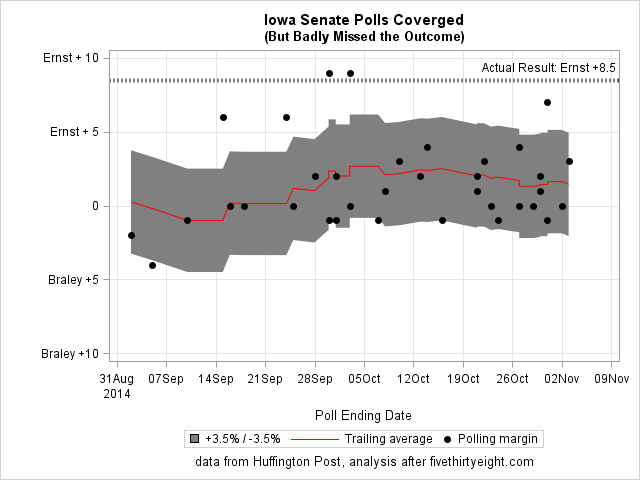 Iowa Senate Polls Coverged
(But Badly Missed the Outcome)
Ernst + 10
Actual Result: Ernst +8.5
Ernst + 5
0
Braley +5
Braley +10
31Aug 07Sep 14Sep 21Sep 28Sep 05Oct 12Oct 19Oct 26Oct 02Nov 09Nov
2014
Poll Ending Date
+3.5% / -3.5% Trailing average Polling margin
data from Huffington Post, analysis after fivethirtyeight.com